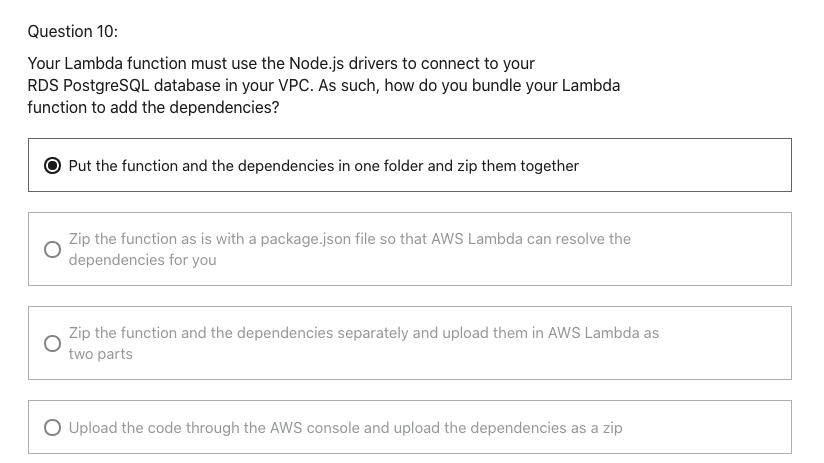 Question 10:
Your Lambda function must use the Node.js drivers to connect to your
RDS PostgreSQL database in your VPC. As such, how do you bundle your Lambda
function to add the dependencies?
Put the function and the dependencies in one folder and zip them together
Zip the function as is with a package.json file so that AWS Lambda can resolve the
dependencies for you
Zip the function and the dependencies separately and upload them in AWS Lambda as
two parts
Upload the code through the AWS console and upload the dependencies as a zip